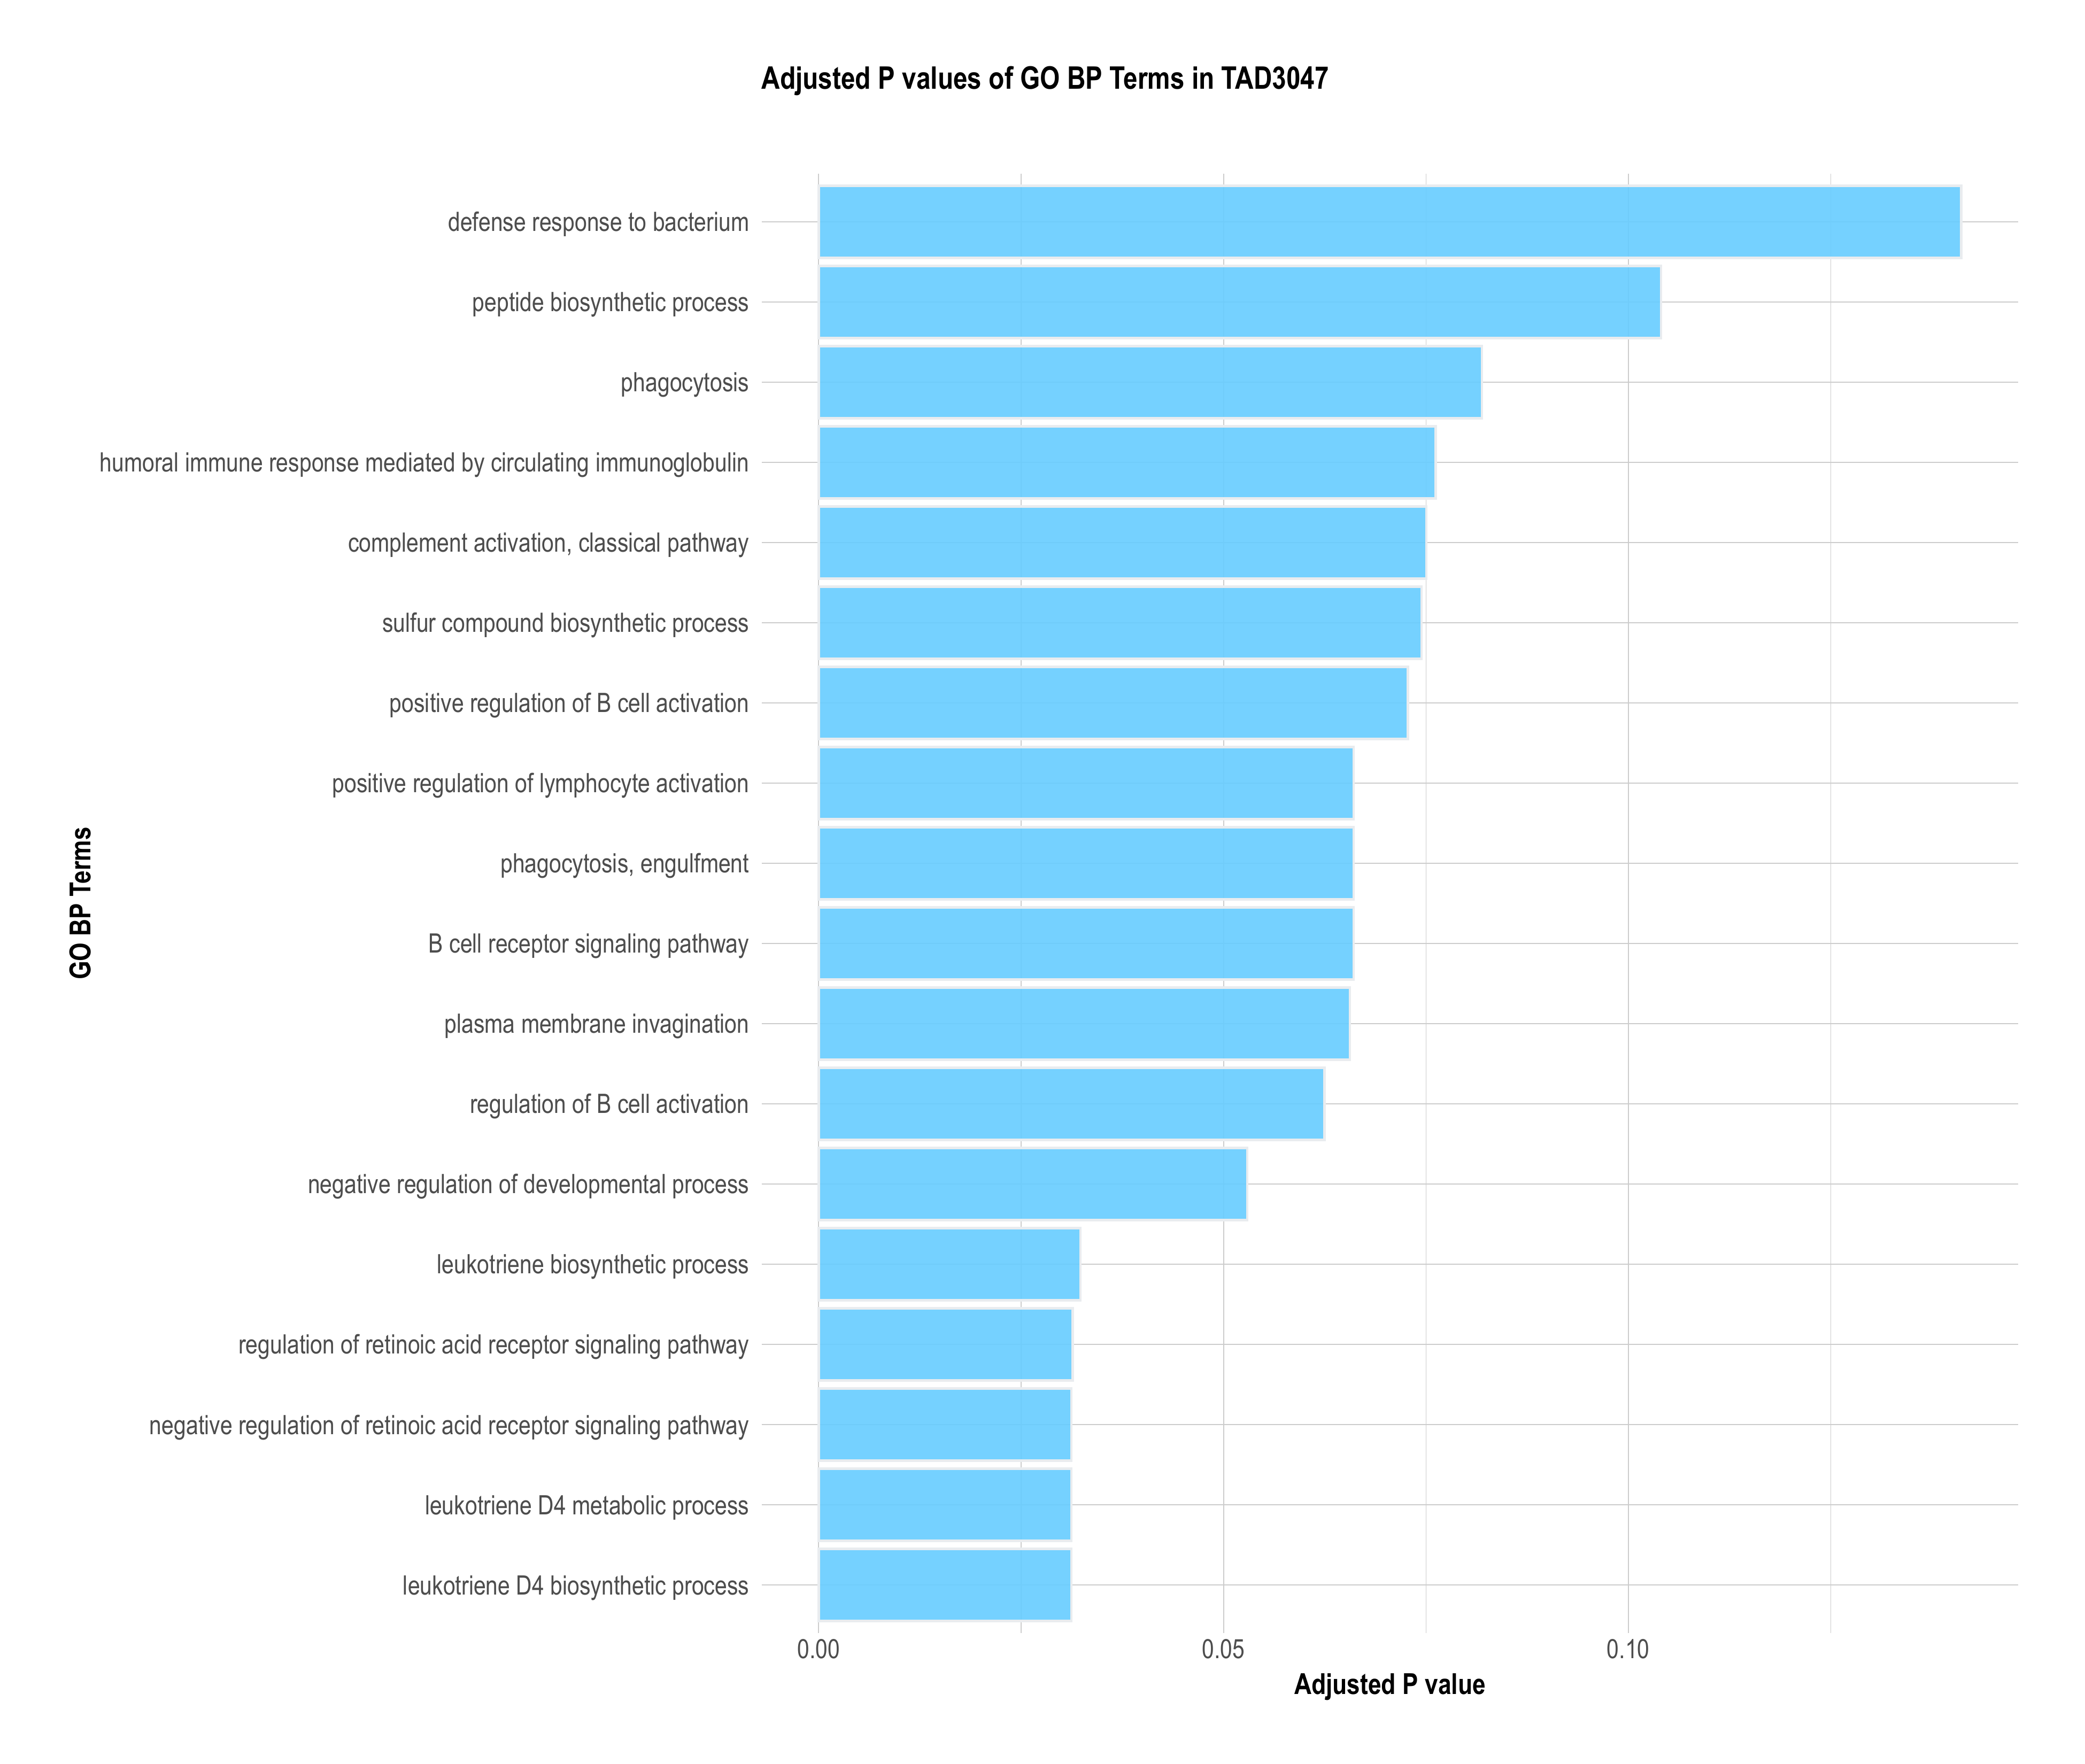 Adjusted P values of GO BP Terms in TAD3047
defense response to bacterium
peptide biosynthetic process
phagocytosis
humoral immune response mediated by circulating immunoglobulin
complement activation, classical pathway
sulfur compound biosynthetic process
positive regulation of B cell activation
positive regulation of lymphocyte activation
phagocytosis, engulfment
B cell receptor signaling pathway
plasma membrane invagination
regulation of B cell activation
negative regulation of developmental process
leukotriene biosynthetic process
regulation of retinoic acid receptor signaling pathway
negative regulation of retinoic acid receptor signaling pathway
leukotriene D4 metabolic process
leukotriene D4 biosynthetic process
GO BP Terms
0.00 0.05 0.10
Adjusted P value